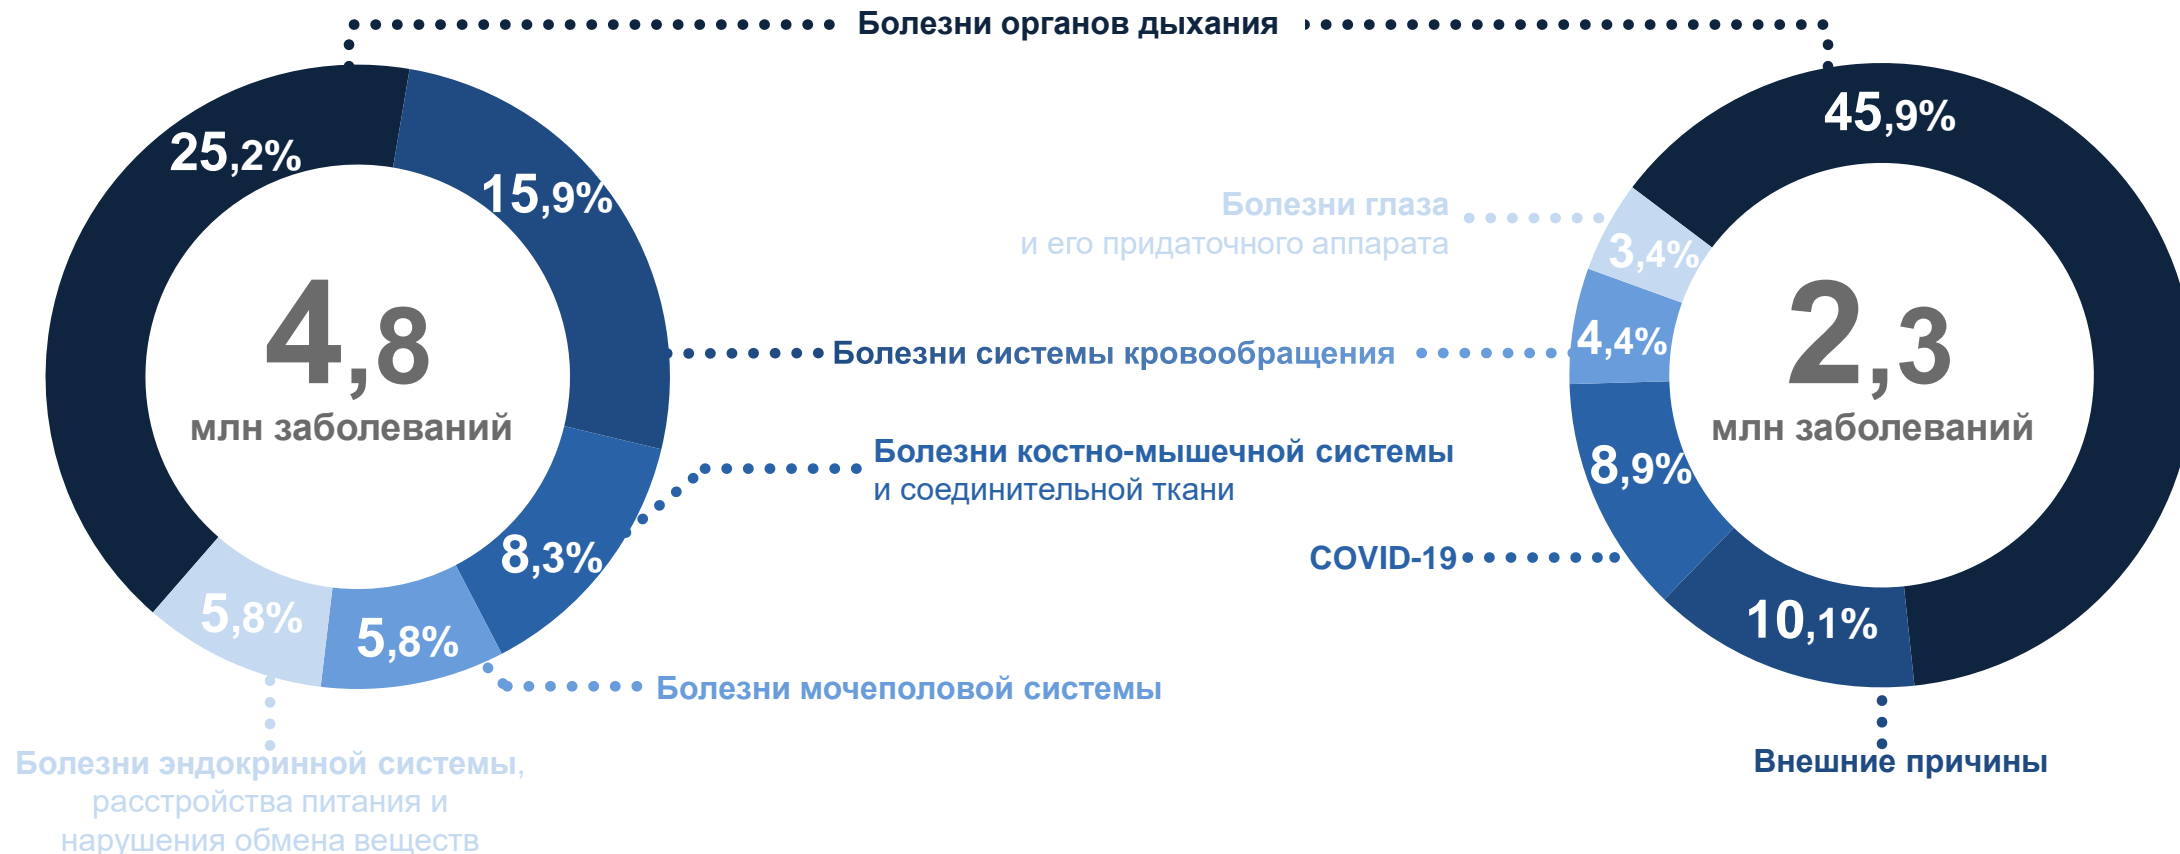 Болезни органов дыхания
25,2%
15,9%
8,3%
5,8%
5,8%
4,8
млн заболеваний
Болезни глаза
и его придаточного аппарата
Болезни системы кровообращения
Болезни костно-мышечной системы
и соединительной ткани
COVID-19
Болезни мочеполовой системы
Болезни эндокринной системы,
расстройства питания и
нарушения обмена веществ
45,9%
3,4%
4,4%
8,9%
10,1%
2,3
млн заболеваний
Внешние причины